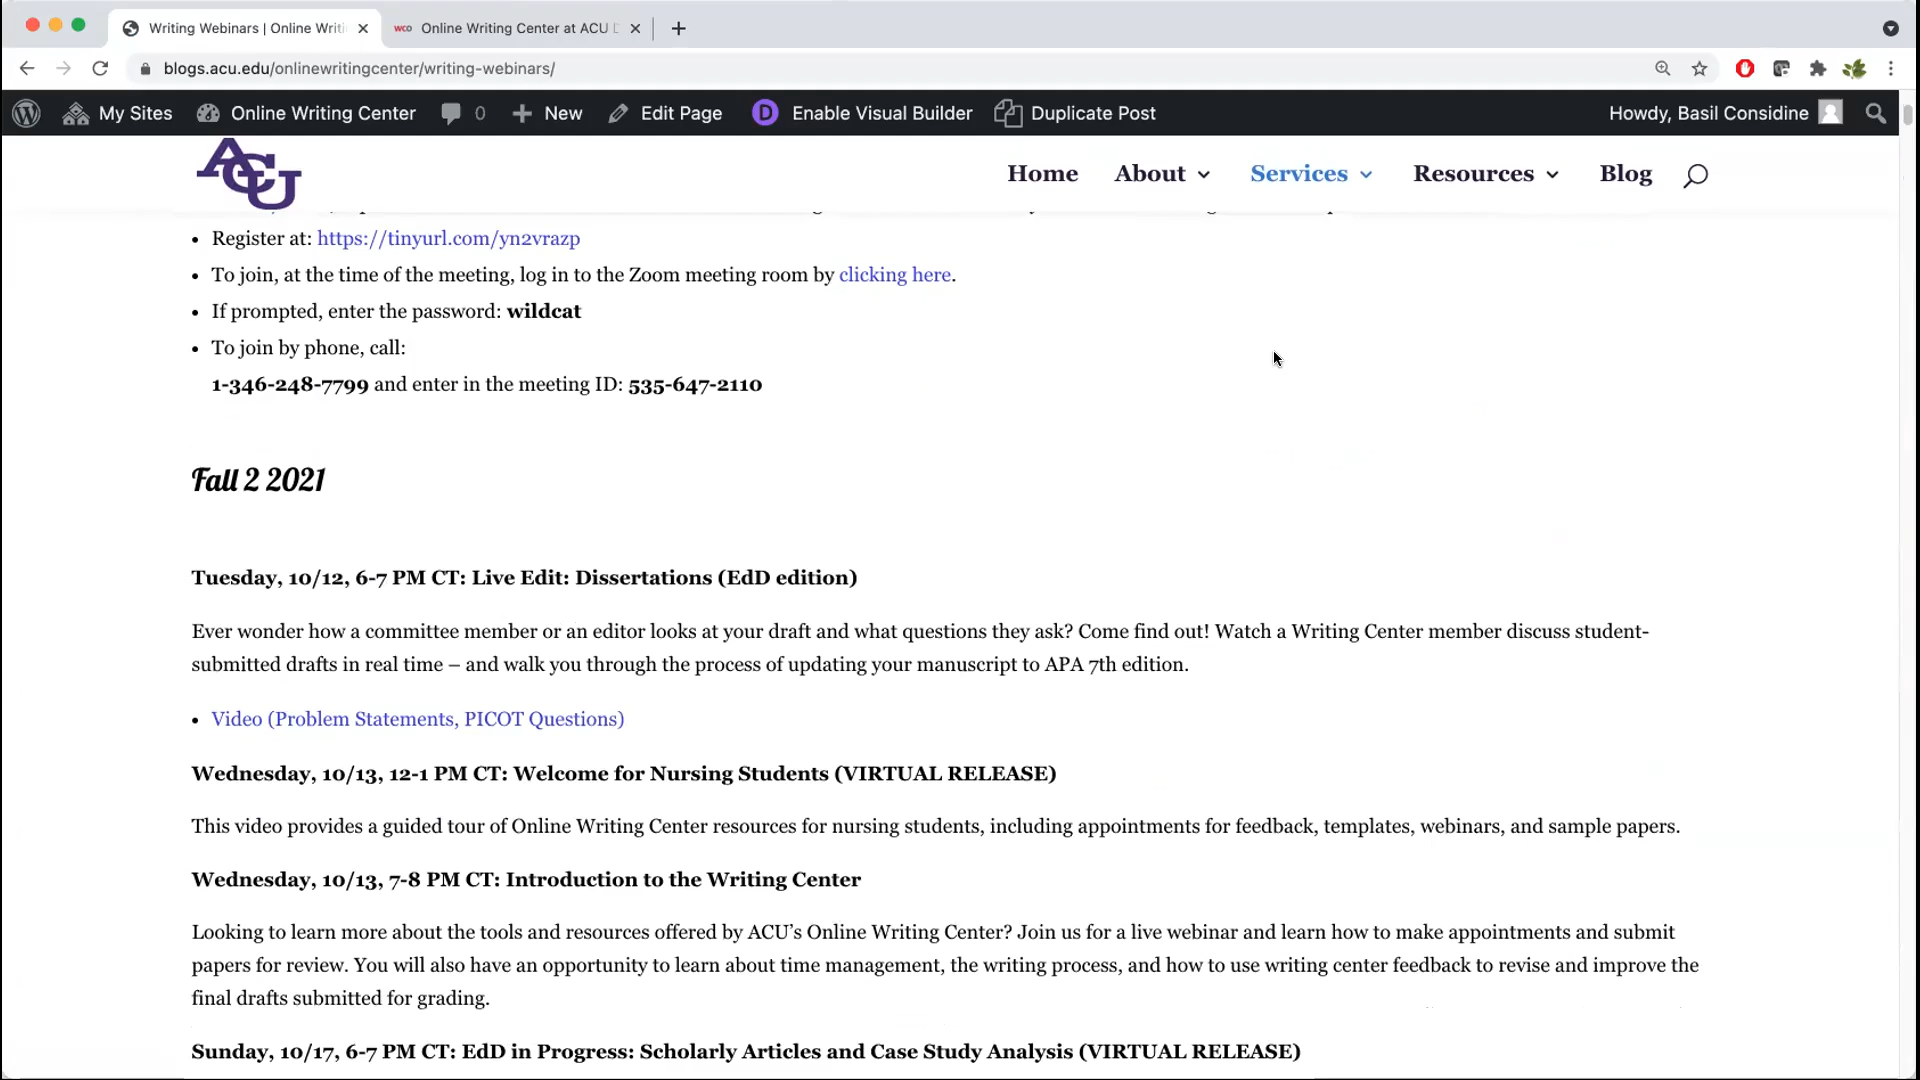 Writing Webinars | Online Writi
Online Writing Center at ACU D
blogs.acu.edu/onlinewritingcenter/writing-webinars/
My Sites Online Writing Center 0 New Edit Page Enable Visual Builder Duplicate Post Howdy, Basil Considine
ACU Home About Services Resources Blog
Register at: https://tinyurl.com/yn2vrazp
To join, at the time of the meeting, log in to the Zoom meeting room by clicking here.
If prompted, enter the password: wildcat
To join by phone, call:
1-346-248-7799 and enter in the meeting ID: 535-647-2110
Fall 2 2021
Tuesday, 10/12, 6-7 PM CT: Live Edit: Dissertations (EdD edition)
Ever wonder how a committee member or an editor looks at your draft and what questions they ask? Come find out! Watch a Writing Center member discuss student-
submitted drafts in real time – and walk you through the process of updating your manuscript to APA 7th edition.
Video (Problem Statements, PICOT Questions)
Wednesday, 10/13, 12-1 PM CT: Welcome for Nursing Students (VIRTUAL RELEASE)
This video provides a guided tour of Online Writing Center resources for nursing students, including appointments for feedback, templates, webinars, and sample papers.
Wednesday, 10/13, 7-8 PM CT: Introduction to the Writing Center
Looking to learn more about the tools and resources offered by ACU’s Online Writing Center? Join us for a live webinar and learn how to make appointments and submit
papers for review. You will also have an opportunity to learn about time management, the writing process, and how to use writing center feedback to revise and improve the
final drafts submitted for grading.
Sunday, 10/17, 6-7 PM CT: EdD in Progress: Scholarly Articles and Case Study Analysis (VIRTUAL RELEASE)